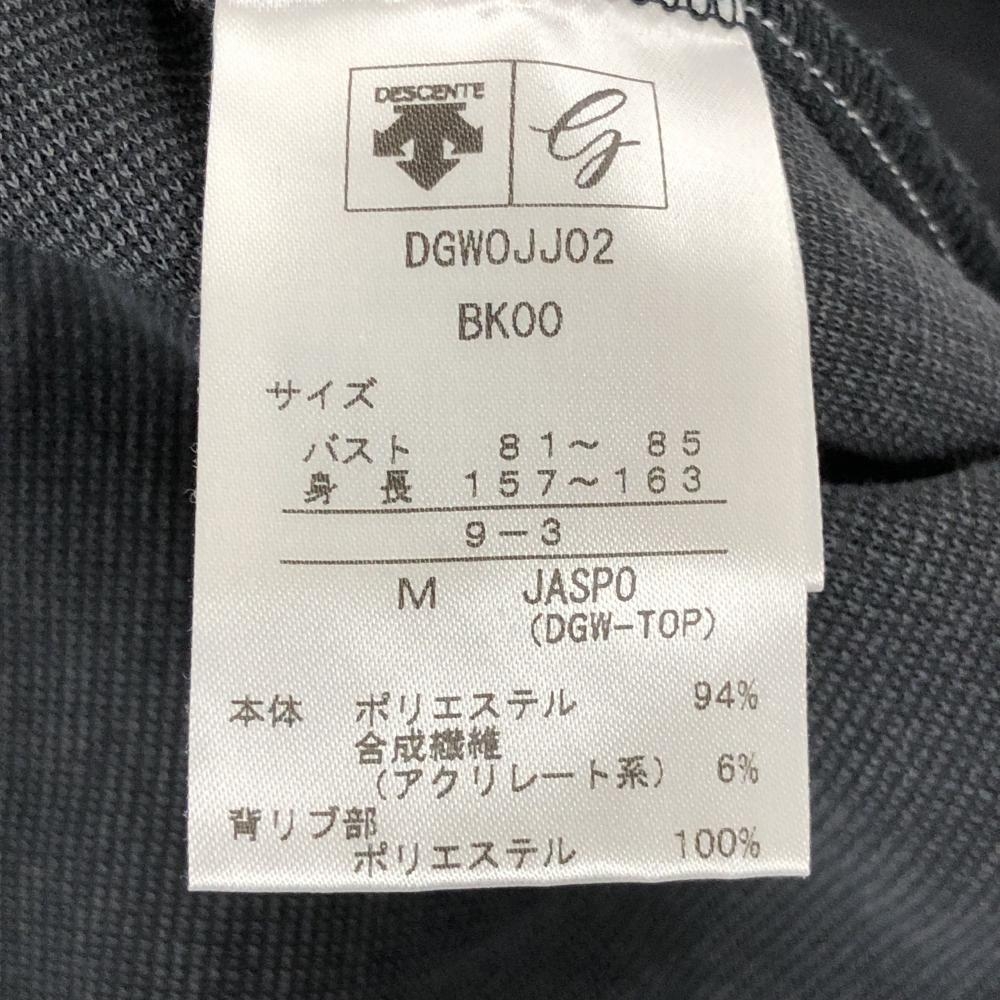 DESCENTE
G
DGW0JJ02
BK00
サイズ
バスト 81〜 85
身 長 157〜163
9-3
M JASPO
(DGW-TOP)
本体 ポリエステル 94%
合成繊維
(アクリレート系) 6%
背リブ部
ポリエステル 100%